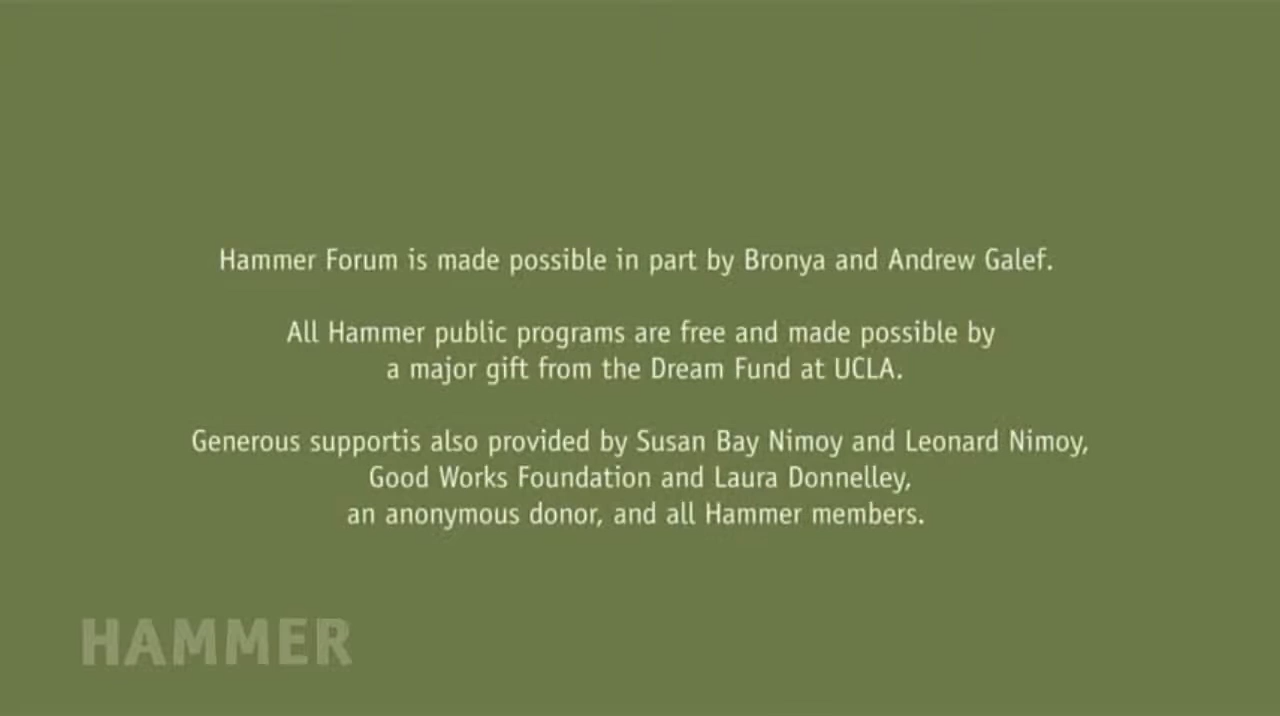 Hammer Forum is made possible in part by Bronya and Andrew Galef.
All Hammer public programs are free and made possible by
a major gift from the Dream Fund at UCLA.
Generous supportis also provided by Susan Bay Nimoy and Leonard Nimoy,
Good Works Foundation and Laura Donnelley,
an anonymous donor, and all Hammer members.
HAMMER